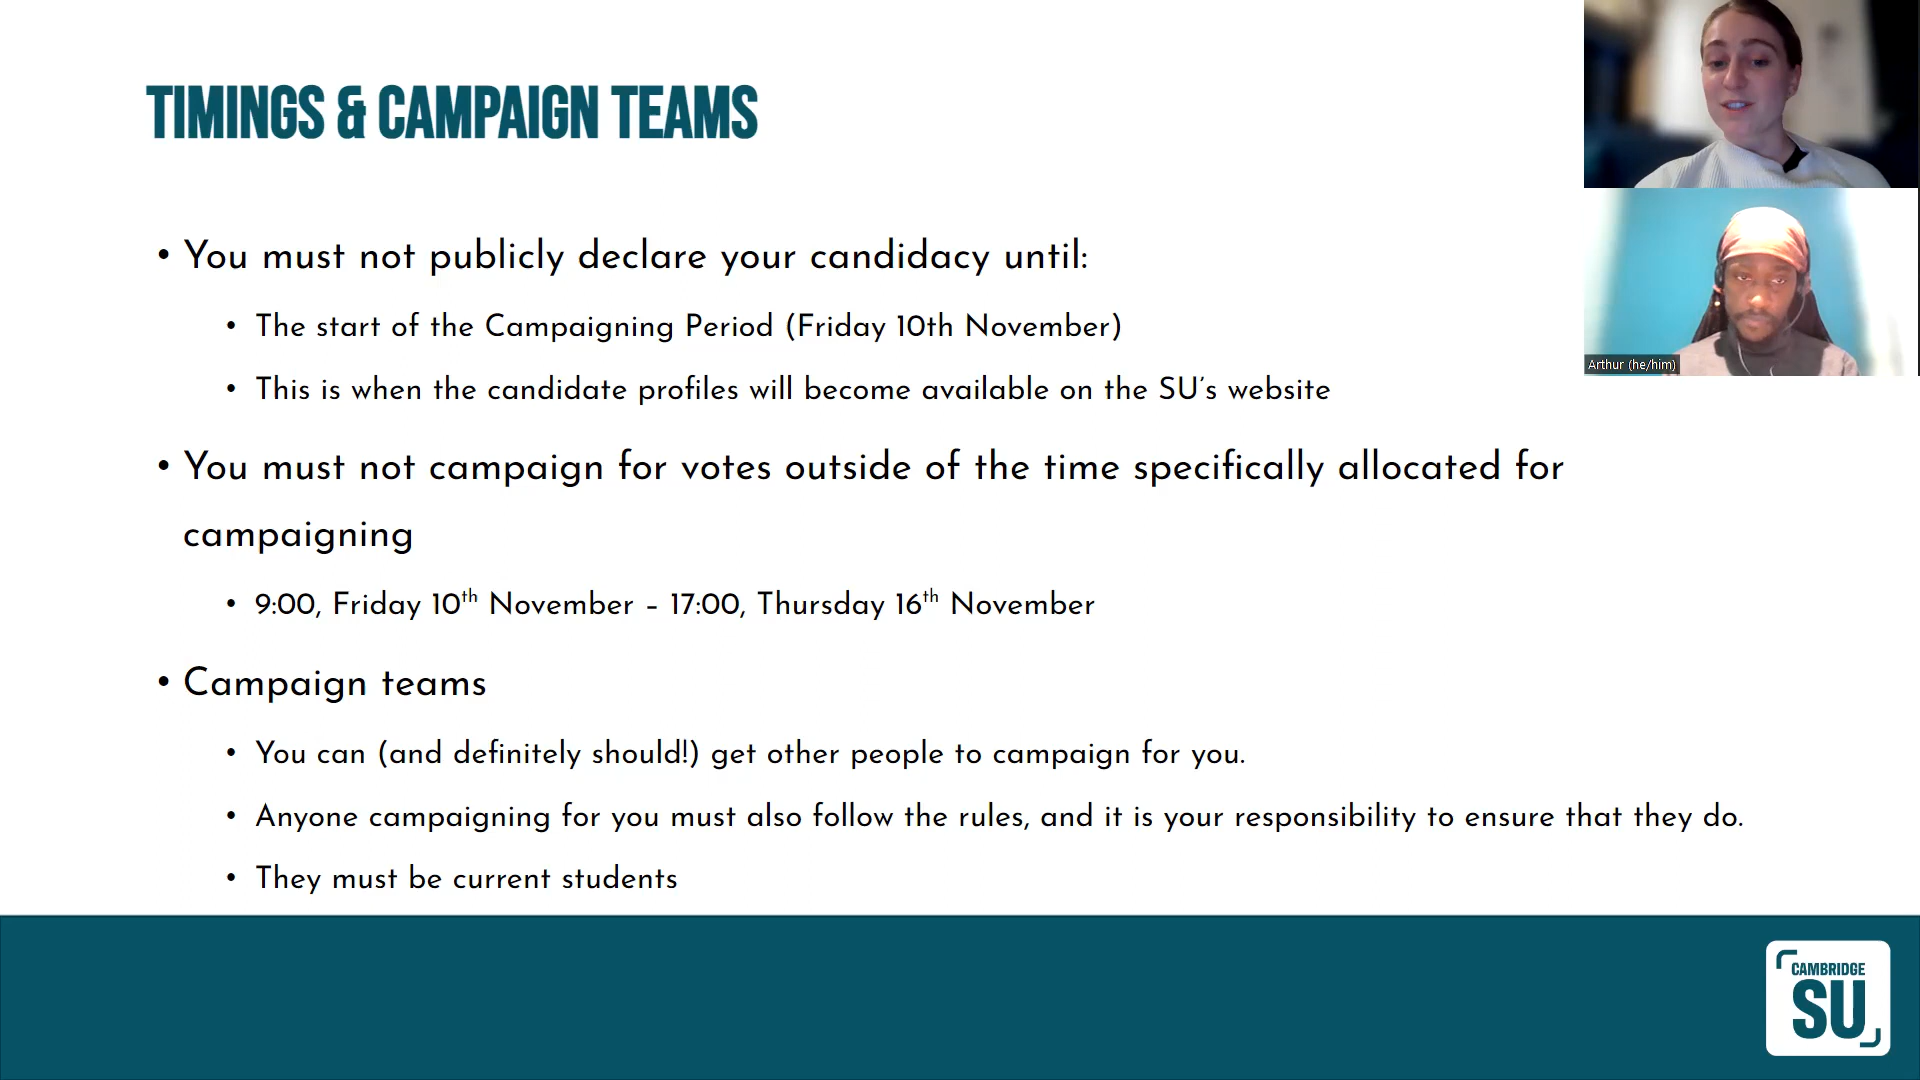 TIMINGS & CAMPAIGN TEAMS
• You must not publicly declare your candidacy until:
• The start of the Campaigning Period (Friday 10th November)
• This is when the candidate profiles will become available on the SU’s website
• You must not campaign for votes outside of the time specifically allocated for
campaigning
• 9:00, Friday 10th November – 17:00, Thursday 16th November
• Campaign teams
• You can (and definitely should!) get other people to campaign for you.
• Anyone campaigning for you must also follow the rules, and it is your responsibility to ensure that they do.
• They must be current students
Arthur (he/him)
CAMBRIDGE
SU